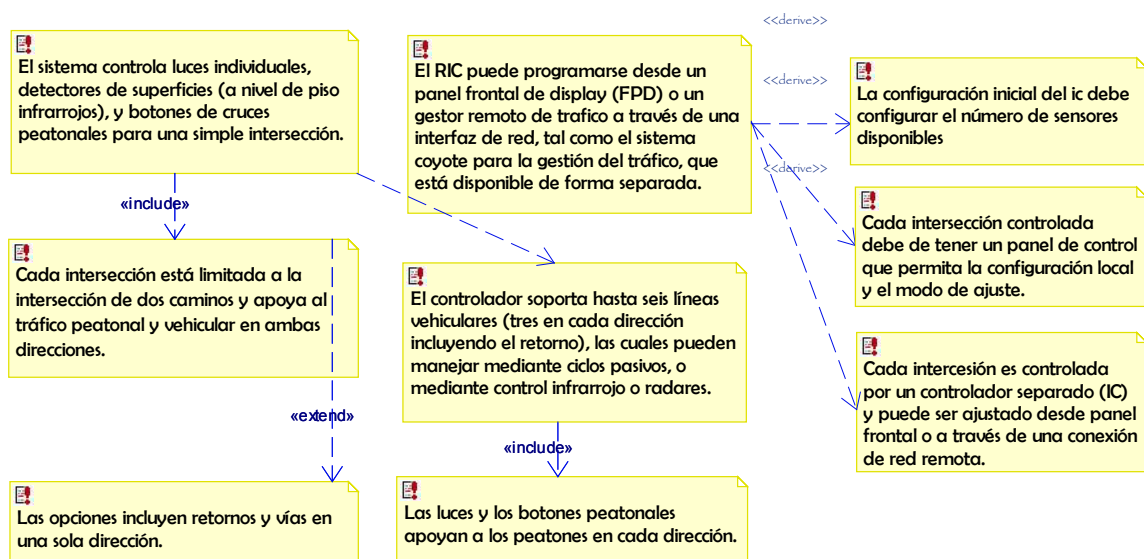 <<derive>>
El sistema controla luces individuales,
detectores de superficies (a nivel de piso
infrarrojos), y botones de cruces
peatonales para una simple intersección.
El RIC puede programarse desde un
panel frontal de display (FPD) o un
gestor remoto de trafico a través de una
interfaz de red, tal como el sistema
coyote para la gestión del tráfico, que
está disponible de forma separada.
<<derive>>
La configuración inicial del ic debe
configurar el número de sensores
disponibles
<<derive>>
«include»
Cada intersección controlada
debe de tener un panel de control
que permita la configuración local
y el modo de ajuste.
Cada intersección está limitada a la
intersección de dos caminos y apoya al
tráfico peatonal y vehicular en ambas
direcciones.
El controlador soporta hasta seis líneas
vehiculares (tres en cada dirección
incluyendo el retorno), las cuales pueden
manejar mediante ciclos pasivos, o
mediante control infrarrojo o radares.
Cada intercesión es controlada
por un controlador separado (IC)
y puede ser ajustado desde panel
frontal o a través de una conexión
de red remota.
«extend»
«include»
Las opciones incluyen retornos y vías en
una sola dirección.
Las luces y los botones peatonales
apoyan a los peatones en cada dirección.